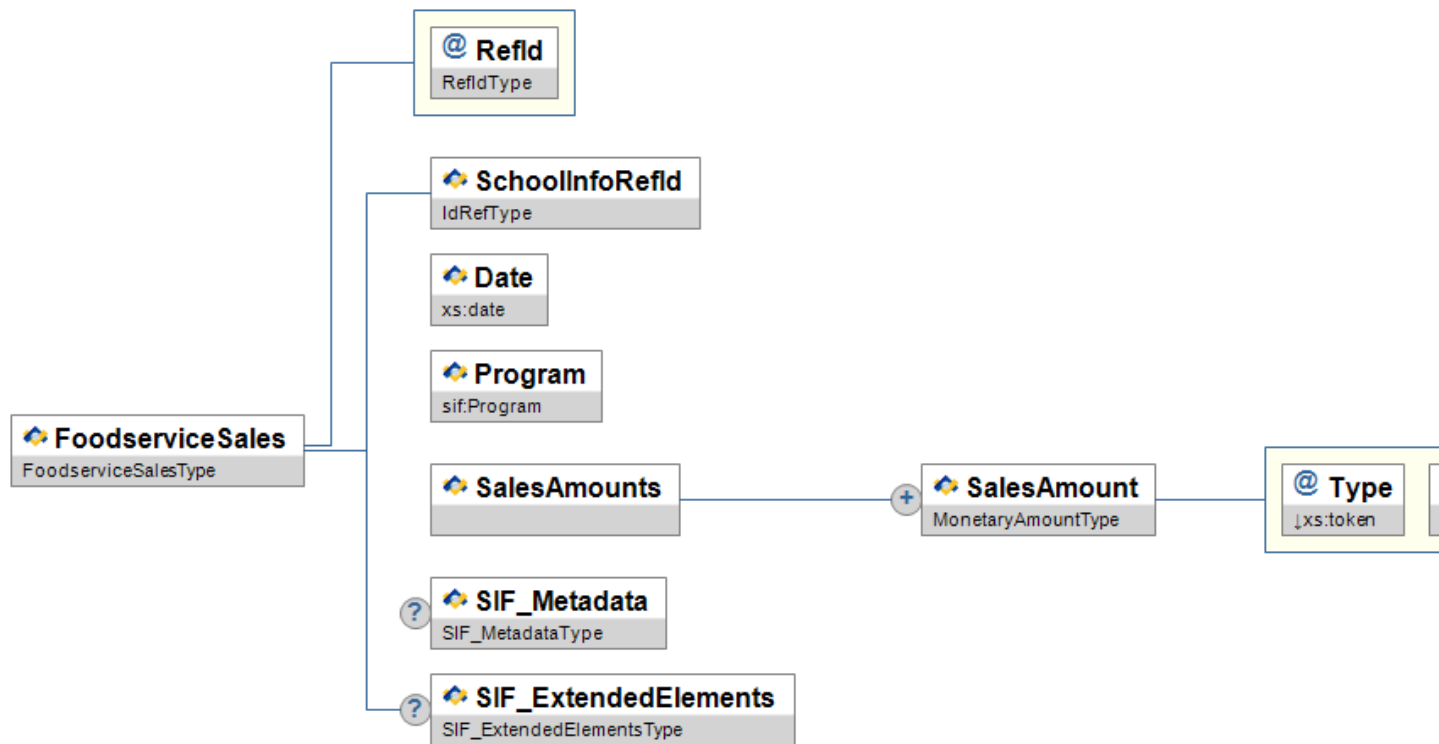 @ RefId
RefIdType
SchoolInfoRefId
IdRefType
Date
xs:date
Program
sif:Program
FoodserviceSales
FoodserviceSalesType
SalesAmounts
+ SalesAmount
MonetaryAmountType
@ Type
↓xs:token
? SIF_Metadata
SIF_MetadataType
? SIF_ExtendedElements
SIF_ExtendedElementsType